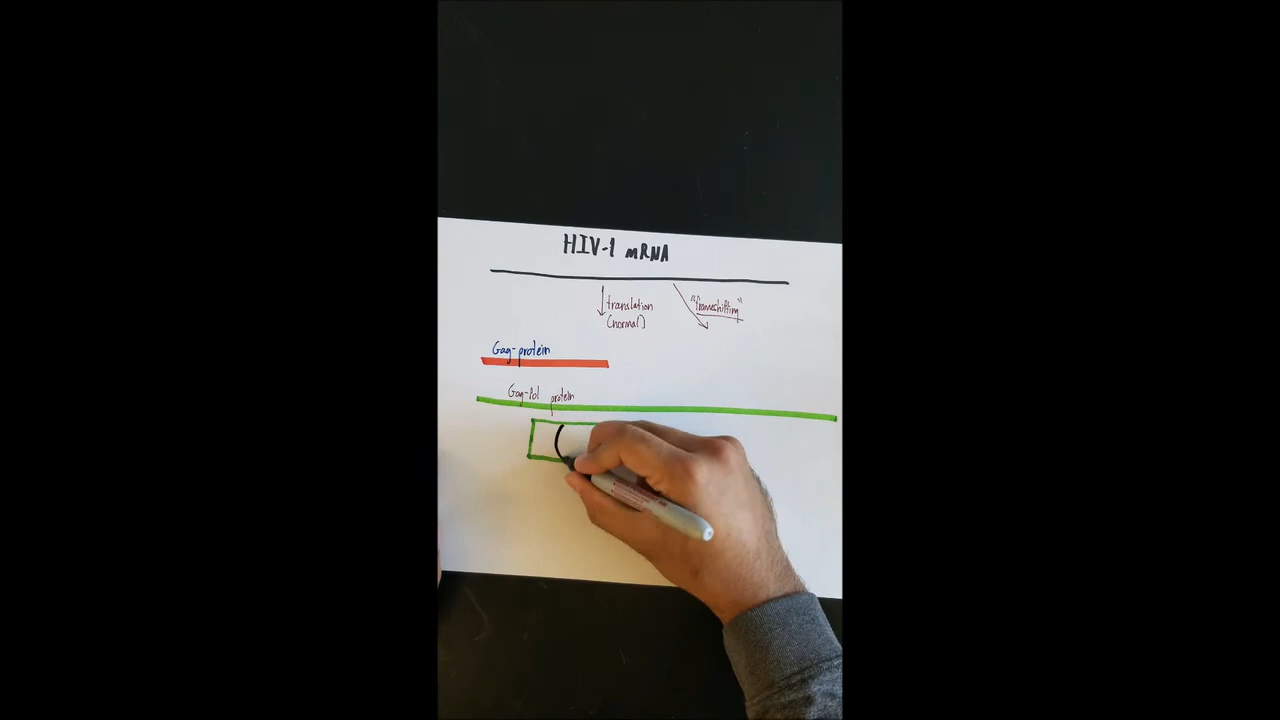 HIV-1 mRNA
translation
(normal)
"frameshifting"
Gag-protein
Gag-Pol protein